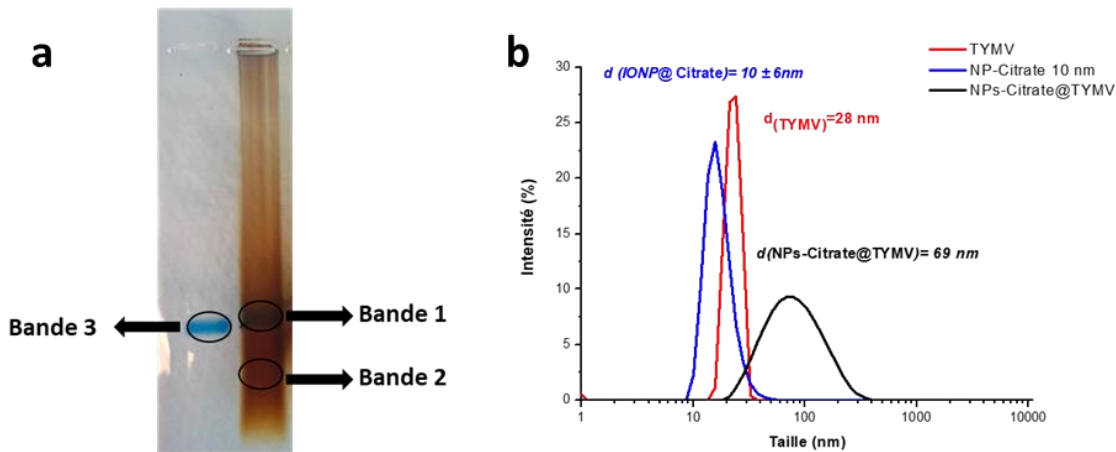 a
Bande 3
Bande 1
Bande 2
b
d (IONP@ Citrate)= 10 ± 6nm
d(TYMV)=28 nm
TYMV
NP-Citrate 10 nm
NPs-Citrate@TYMV
d(NPs-Citrate@TYMV)= 69 nm
Intensité (%)
30
25
20
15
10
5
0
1
10
100
1000
10000
Taille (nm)